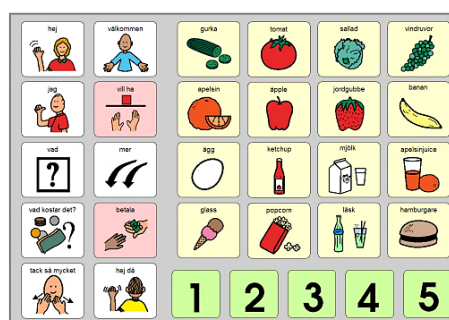 hej
välkommen
gurka
tomat
sallad
vindruvor
jag
vill ha
apelsin
äpple
jordgubbe
banan
vad
mer
ägg
ketchup
mjölk
apelsinjuice
?
vad kostar det?
betala
glass
popcorn
läsk
hamburgare
?
tack så mycket
hej då
1
2
3
4
5